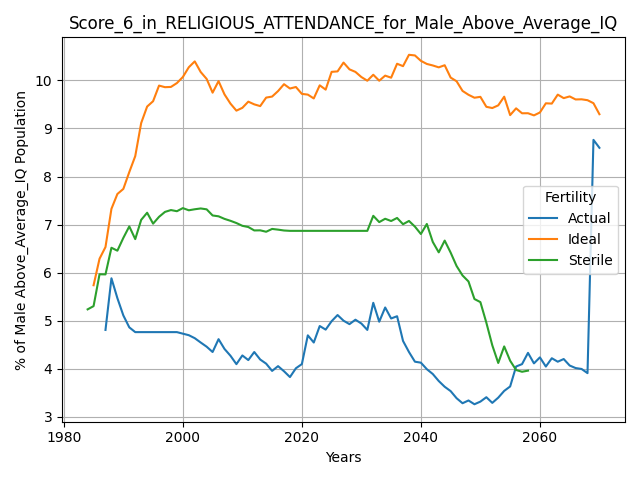 Score_6_in_RELIGIOUS_ATTENDANCE_for_Male_Above_Average_IQ
% of Male Above_Average_IQ Population
10
9
8
7
6
5
4
3
Fertility
Actual
Ideal
Sterile
1980
2000
2020
2040
2060
Years